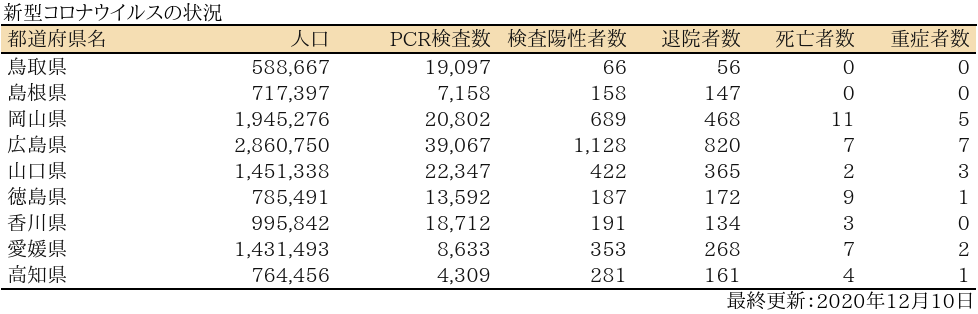 新型コロナウイルスの状況
都道府県名 人口 PCR検査数 検査陽性者数 退院者数 死亡者数 重症者数
鳥取県 588,667 19,097 66 56 0 0
島根県 717,397 7,158 158 147 0 0
岡山県 1,945,276 20,802 689 468 11 5
広島県 2,860,750 39,067 1,128 820 7 7
山口県 1,451,338 22,347 422 365 2 3
徳島県 785,491 13,592 187 172 9 1
香川県 995,842 18,712 191 134 3 0
愛媛県 1,431,493 8,633 353 268 7 2
高知県 764,456 4,309 281 161 4 1
最終更新：2020年12月10日